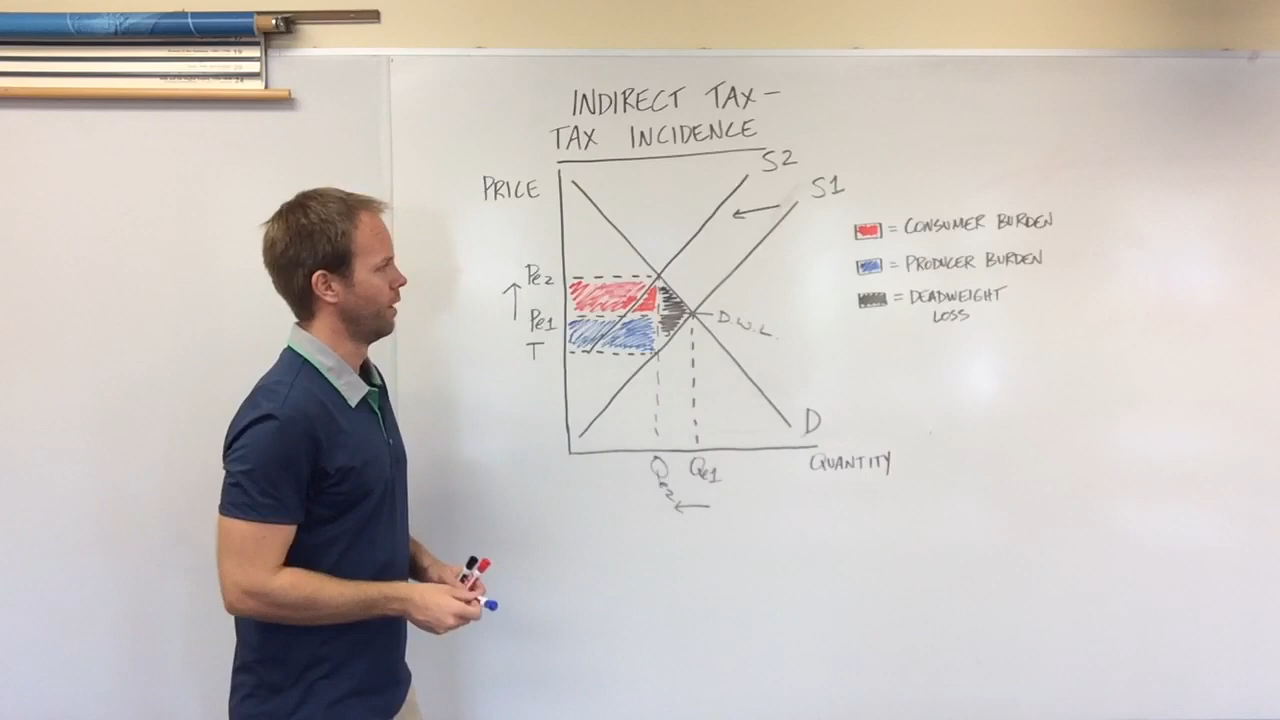 INDIRECT TAX-
TAX INCIDENCE
S2
PRICE
S1
= CONSUMER BURDEN
Pe2
= PRODUCER BURDEN
= DEADWEIGHT
LOSS
Pe1
D.W.L.
T
D
QUANTITY
Qe2
Qe1